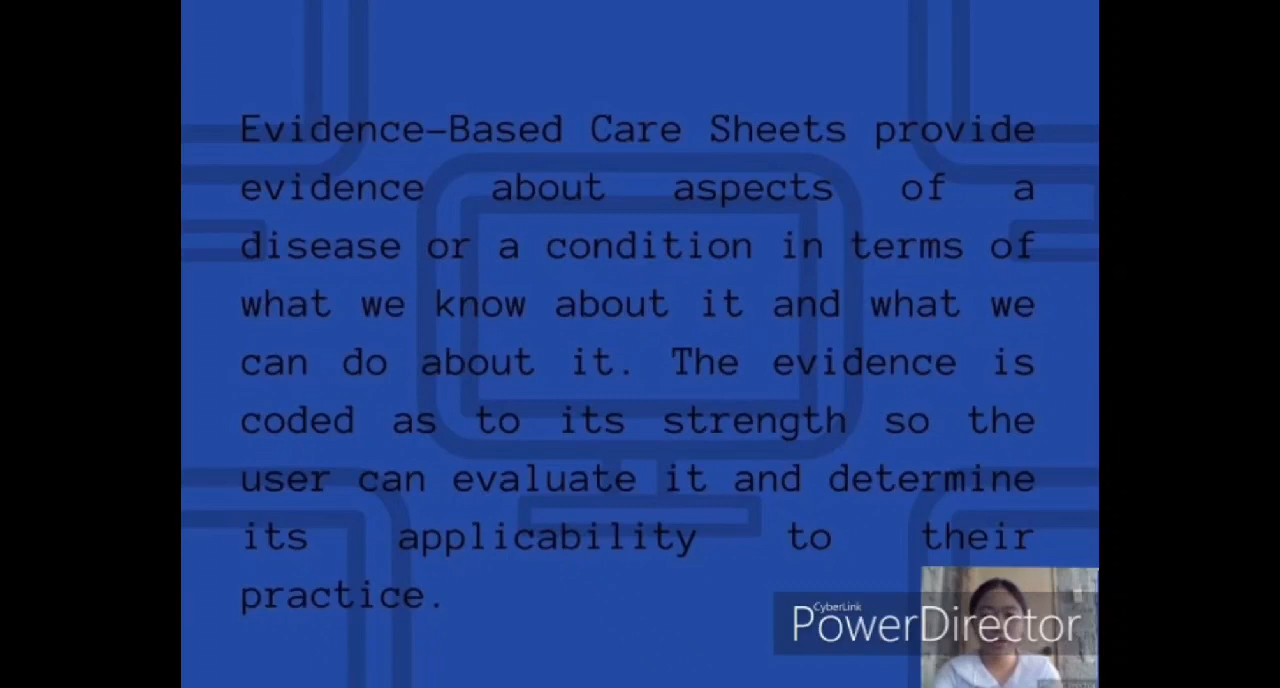 Evidence-Based Care Sheets provide
evidence about aspects of a
disease or a condition in terms of
what we know about it and what we
can do about it. The evidence is
coded as to its strength so the
user can evaluate it and determine
its applicability to their
practice.
CyberLink
PowerDirector